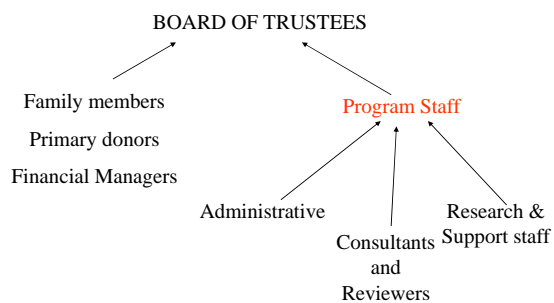 BOARD OF TRUSTEES
Family members
Primary donors
Financial Managers
Program Staff
Administrative
Consultants
and
Reviewers
Research &
Support staff